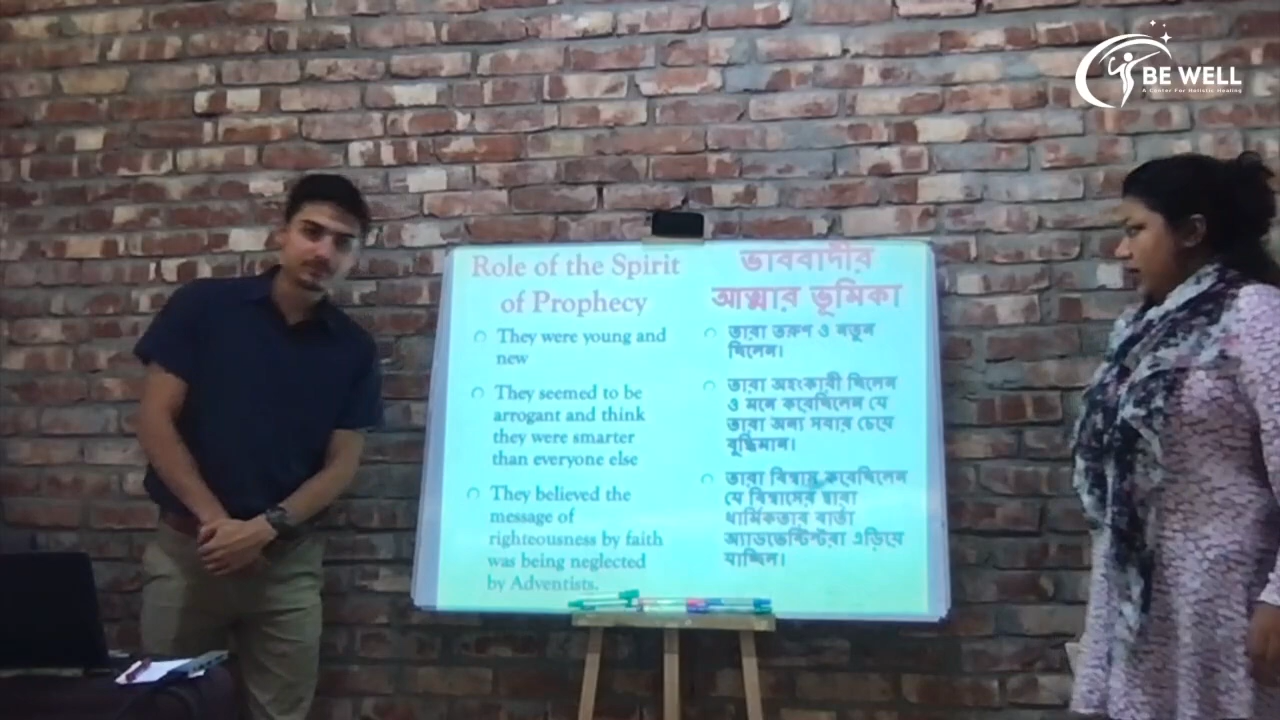 BE WELL
A Center For Holistic Healing
Role of the Spirit
of Prophecy
They were young and
new
They seemed to be
arrogant and think
they were smarter
than everyone else
They believed the
message of
righteousness by faith
was being neglected
by Adventists.
ভাববাদীর
আত্মার ভূমিকা
তারা তরুণ ও নতুন
ছিলেন।
তারা অহংকারী ছিলেন
ও মনে করেছিলেন যে
তারা অন্য সবার চেয়ে
বুদ্ধিমান।
তারা বিশ্বাস করেছিলেন
যে বিশ্বাসের দ্বারা
ধার্মিকতার বার্তা
অ্যাডভেন্টিস্টরা এড়িয়ে
যাচ্ছিল।